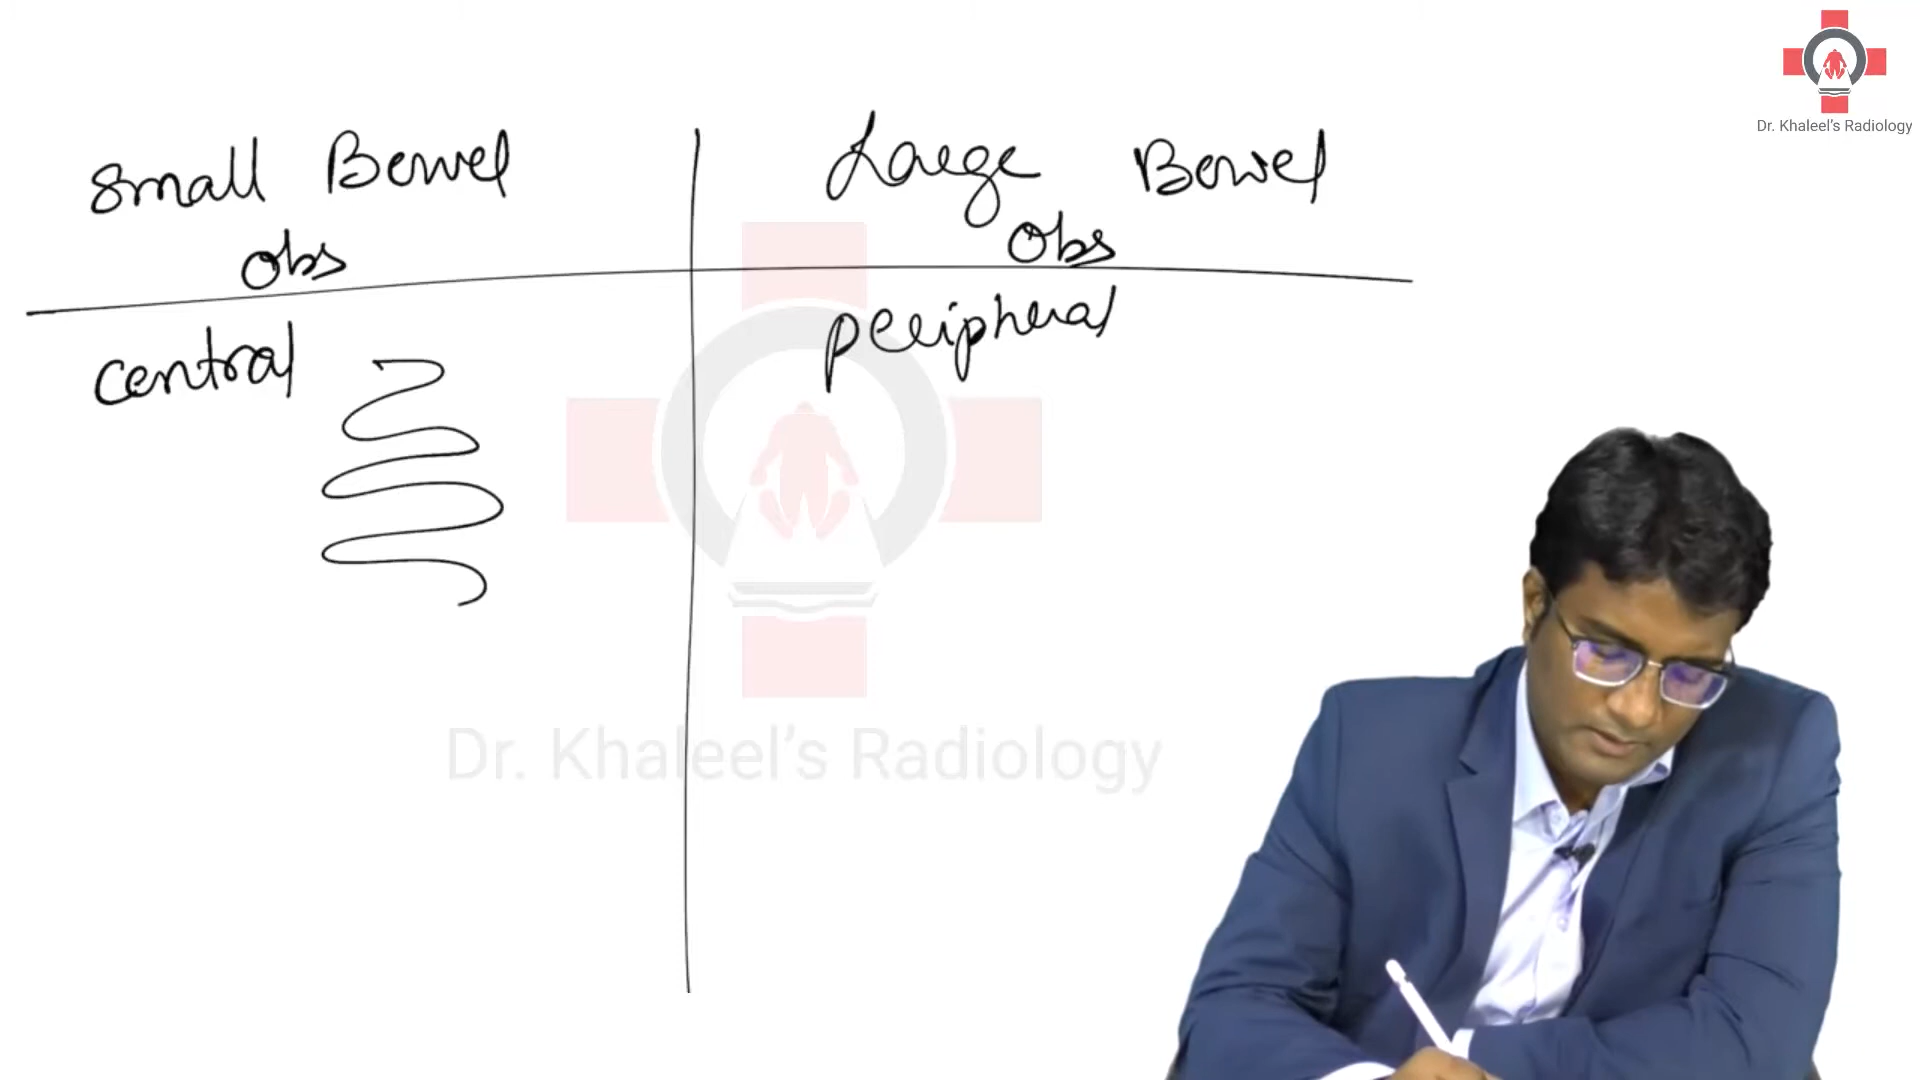 Dr. Khaleel's Radiology
Small Bowel
Obs
Large Bowel
Obs
central
peripheral
Dr. Khaleel's Radiology